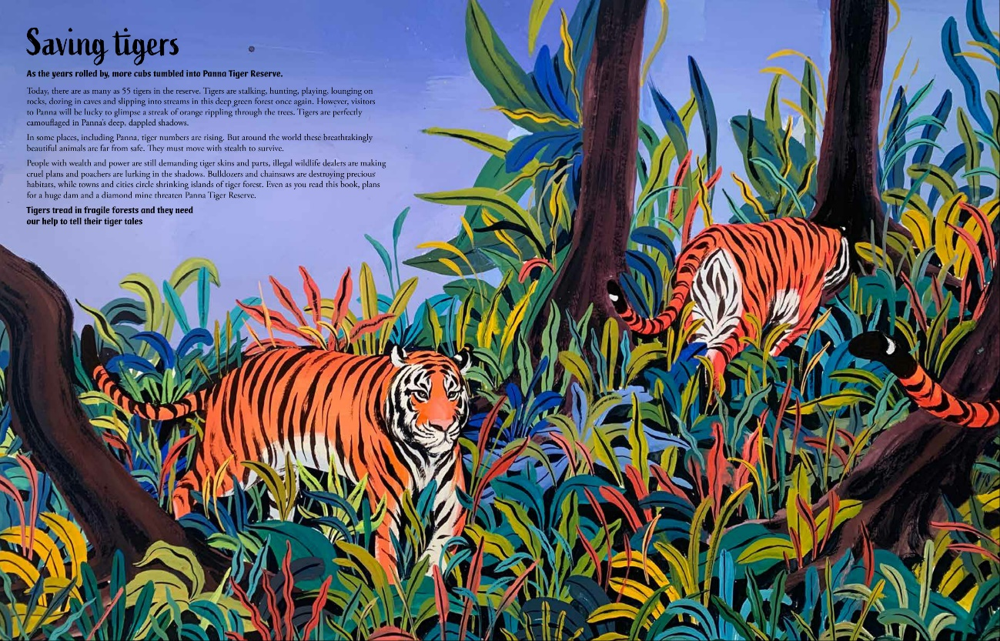 Saving tigers
As the years rolled by, more cubs tumbled into Panna Tiger Reserve.
Today, there are as many as 55 tigers in the reserve. Tigers are stalking, hunting, playing, lounging on
rocks, dozing in caves and slipping into streams in this deep green forest once again. However, visitors
to Panna will be lucky to glimpse a streak of orange rippling through the trees. Tigers are perfectly
camouflaged in Panna's deep, dappled shadows.
In some places, including Panna, tiger numbers are rising. But around the world these breathtakingly
beautiful animals are far from safe. They must move with stealth to survive.
People with wealth and power are still demanding tiger skins and parts, illegal wildlife dealers are making
cruel plans and poachers are lurking in the shadows. Bulldozers and chainsaws are destroying precious
habitats, while towns and cities circle shrinking islands of tiger forest. Even as you read this book, plans
for a huge dam and a diamond mine threaten Panna Tiger Reserve.
Tigers tread in fragile forests and they need
our help to tell their tiger tales